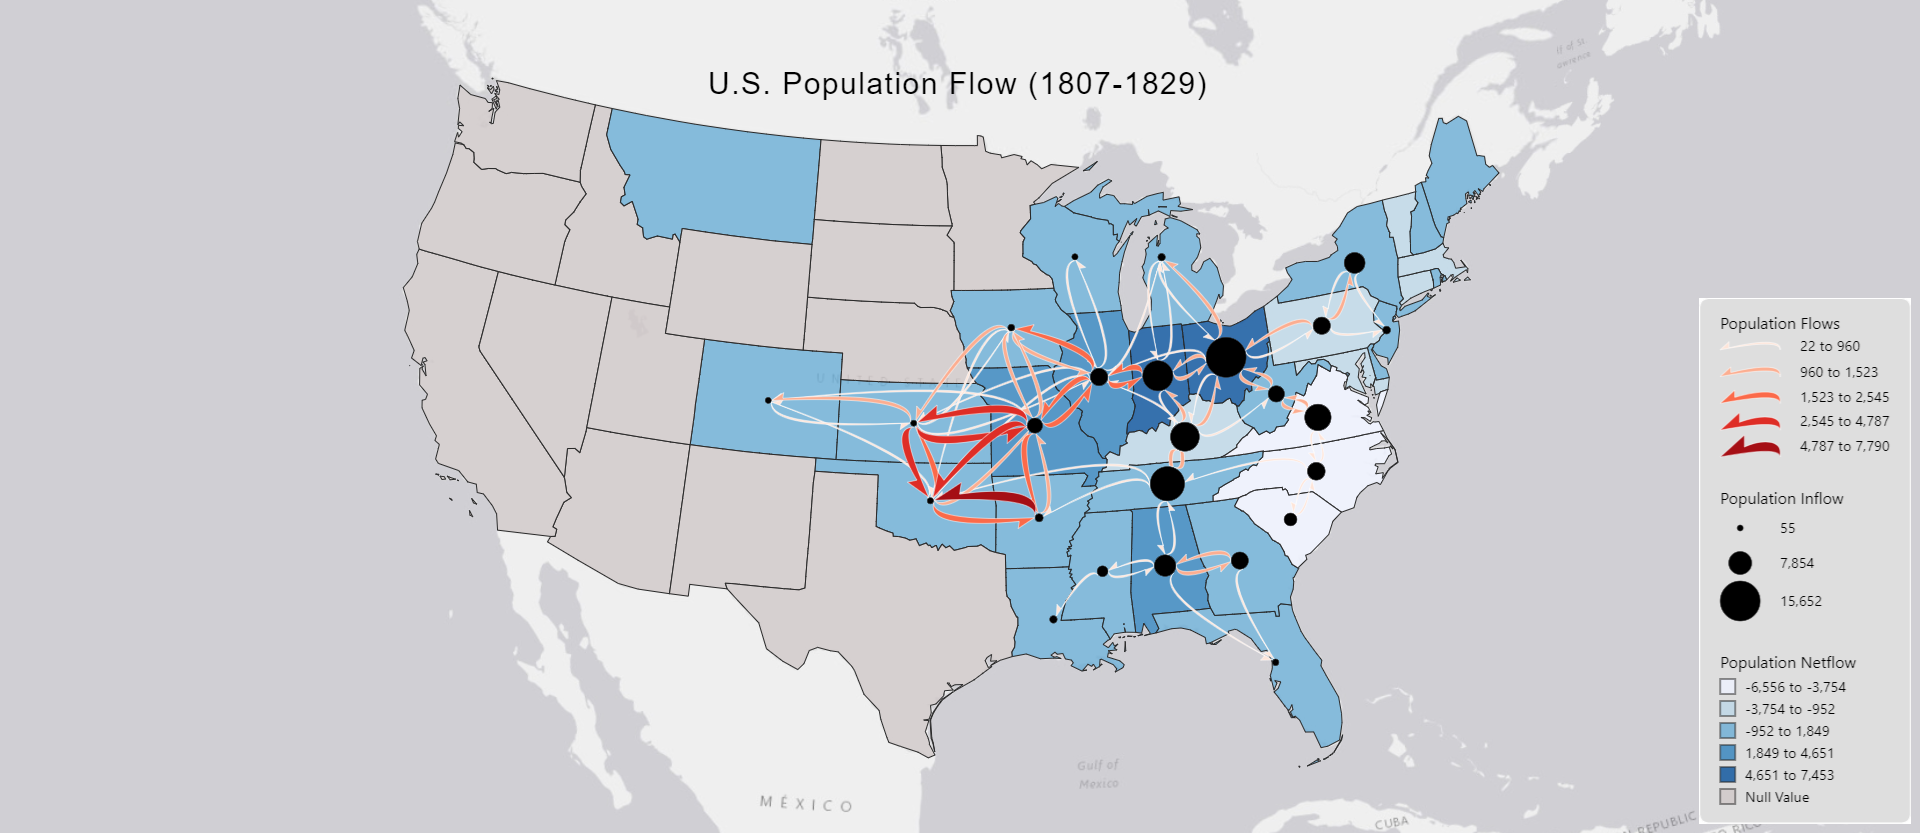 U.S. Population Flow (1807-1829)
UNITED
MÉXICO
Gulf of
Mexico
CUBA
REPUBLIC
Population Flows
22 to 960
960 to 1,523
1,523 to 2,545
2,545 to 4,787
4,787 to 7,790
Population Inflow
55
7,854
15,652
Population Netflow
-6,556 to -3,754
-3,754 to -952
-952 to 1,849
1,849 to 4,651
4,651 to 7,453
Null Value